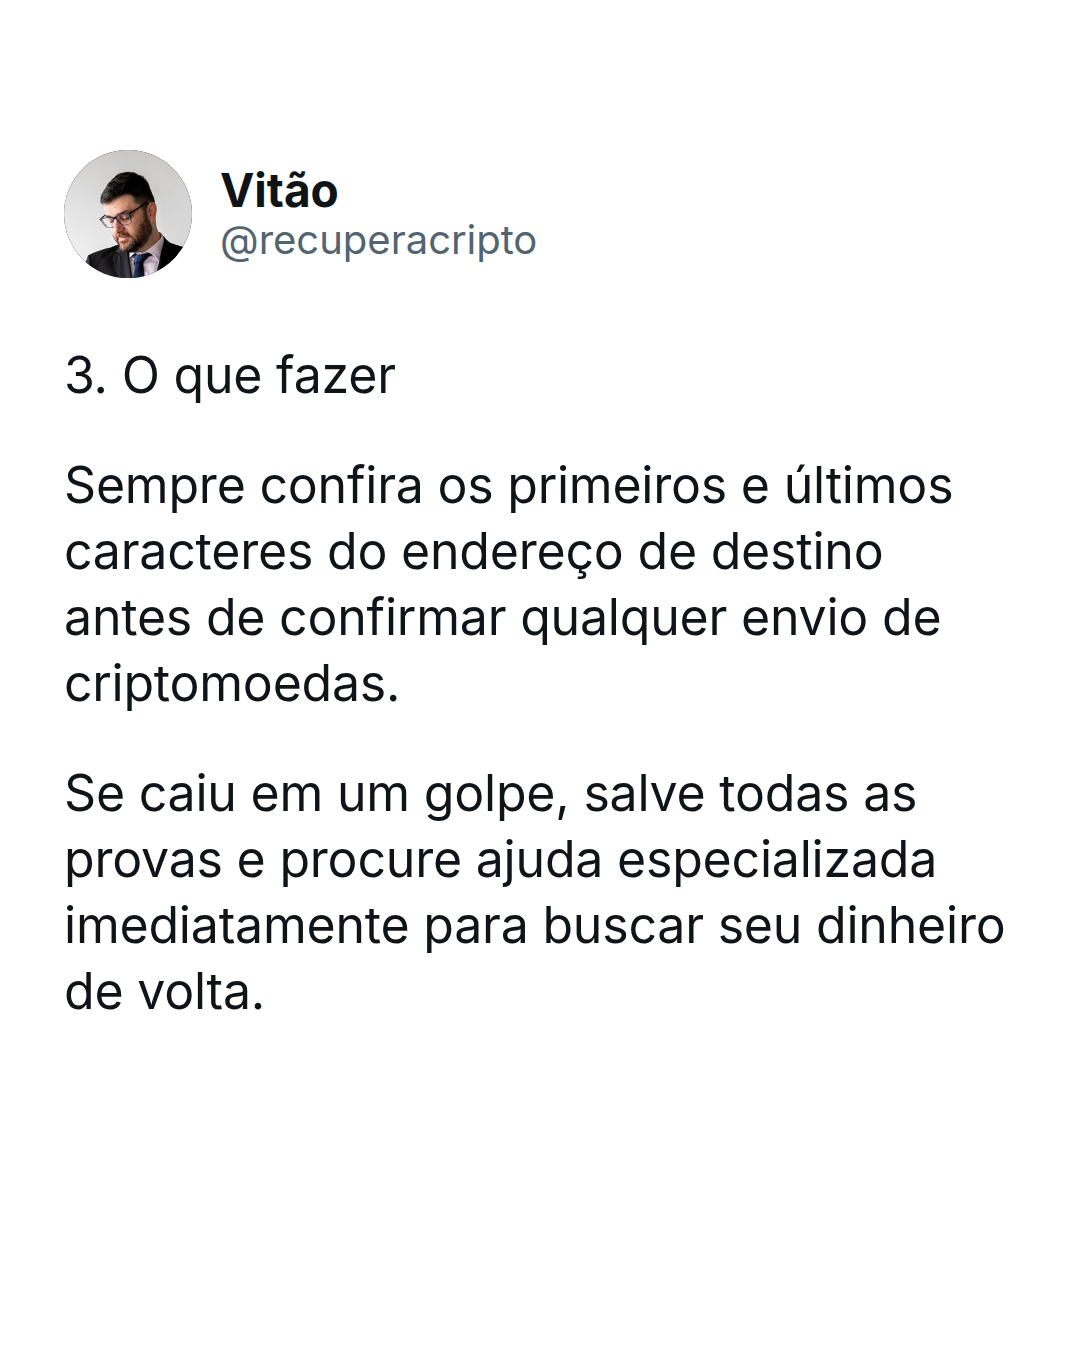 Vitão
@recuperacripto
3. O que fazer
Sempre confira os primeiros e últimos
caracteres do endereço de destino
antes de confirmar qualquer envio de
criptomoedas.
Se caiu em um golpe, salve todas as
provas e procure ajuda especializada
imediatamente para buscar seu dinheiro
de volta.